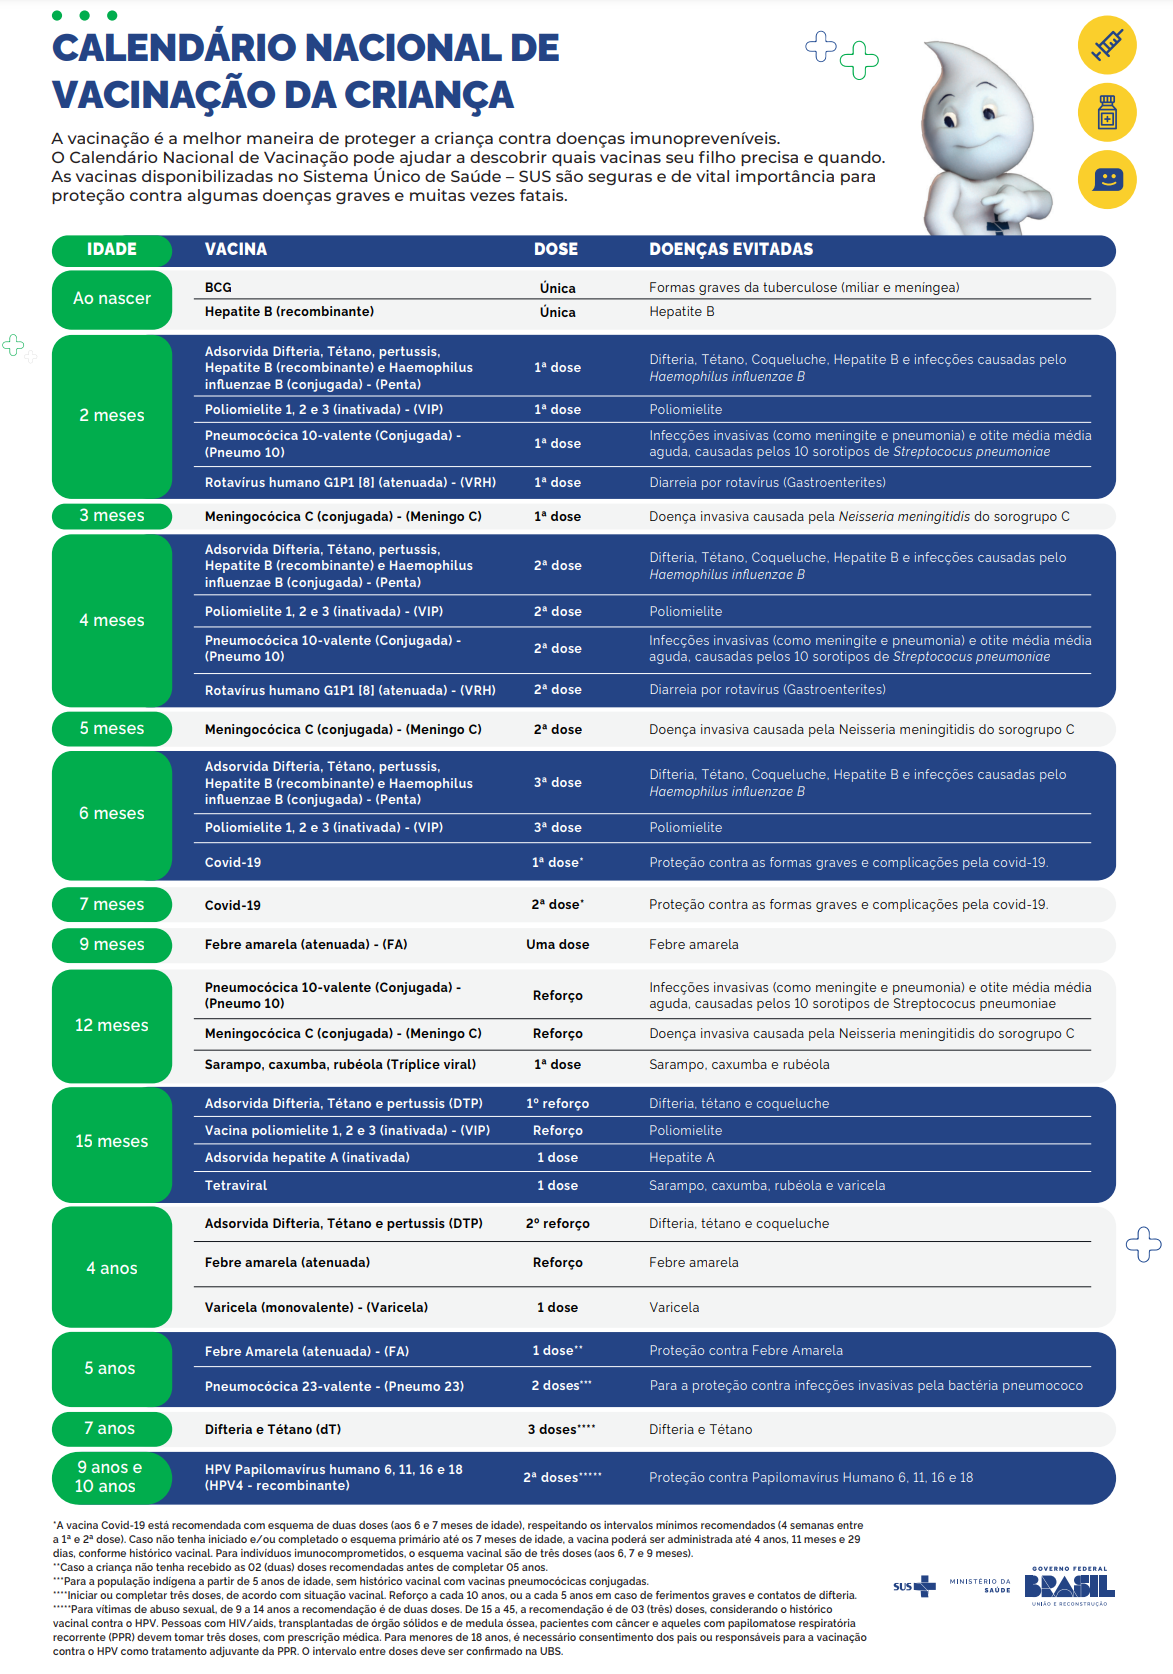 CALENDÁRIO NACIONAL DE
VACINAÇÃO DA CRIANÇA
A vacinação é a melhor maneira de proteger a criança contra doenças imunopreveníveis.
O Calendário Nacional de Vacinação pode ajudar a descobrir quais vacinas seu filho precisa e quando.
As vacinas disponibilizadas no Sistema Único de Saúde – SUS são seguras e de vital importância para
proteção contra algumas doenças graves e muitas vezes fatais.
IDADE VACINA DOSE DOENÇAS EVITADAS
Ao nascer
BCG Única Formas graves da tuberculose (miliar e meníngea)
Hepatite B (recombinante) Única Hepatite B
2 meses
Adsorvida Difteria, Tétano, pertussis,
Hepatite B (recombinante) e Haemophilus
influenzae B (conjugada) - (Penta)
1ª dose
Difteria, Tétano, Coqueluche, Hepatite B e infecções causadas pelo
Haemophilus influenzae B
Poliomielite 1, 2 e 3 (inativada) - (VIP) 1ª dose Poliomielite
Pneumocócica 10-valente (Conjugada) -
(Pneumo 10)
1ª dose
Infecções invasivas (como meningite e pneumonia) e otite média média
aguda, causadas pelos 10 sorotipos de Streptococus pneumoniae
Rotavírus humano G1P1 [8] (atenuada) - (VRH) 1ª dose Diarreia por rotavírus (Gastroenterites)
3 meses Meningocócica C (conjugada) - (Meningo C) 1ª dose Doença invasiva causada pela Neisseria meningitidis do sorogrupo C
4 meses
Adsorvida Difteria, Tétano, pertussis,
Hepatite B (recombinante) e Haemophilus
influenzae B (conjugada) - (Penta)
2ª dose
Difteria, Tétano, Coqueluche, Hepatite B e infecções causadas pelo
Haemophilus influenzae B
Poliomielite 1, 2 e 3 (inativada) - (VIP) 2ª dose Poliomielite
Pneumocócica 10-valente (Conjugada) -
(Pneumo 10)
2ª dose
Infecções invasivas (como meningite e pneumonia) e otite média média
aguda, causadas pelos 10 sorotipos de Streptococus pneumoniae
Rotavírus humano G1P1 [8] (atenuada) - (VRH) 2ª dose Diarreia por rotavírus (Gastroenterites)
5 meses Meningocócica C (conjugada) - (Meningo C) 2ª dose Doença invasiva causada pela Neisseria meningitidis do sorogrupo C
6 meses
Adsorvida Difteria, Tétano, pertussis,
Hepatite B (recombinante) e Haemophilus
influenzae B (conjugada) - (Penta)
3ª dose
Difteria, Tétano, Coqueluche, Hepatite B e infecções causadas pelo
Haemophilus influenzae B
Poliomielite 1, 2 e 3 (inativada) - (VIP) 3ª dose Poliomielite
Covid-19 1ª dose* Proteção contra as formas graves e complicações pela covid-19.
7 meses Covid-19 2ª dose* Proteção contra as formas graves e complicações pela covid-19.
9 meses Febre amarela (atenuada) - (FA) Uma dose Febre amarela
12 meses
Pneumocócica 10-valente (Conjugada) -
(Pneumo 10)
Reforço
Infecções invasivas (como meningite e pneumonia) e otite média média
aguda, causadas pelos 10 sorotipos de Streptococus pneumoniae
Meningocócica C (conjugada) - (Meningo C) Reforço Doença invasiva causada pela Neisseria meningitidis do sorogrupo C
Sarampo, caxumba, rubéola (Tríplice viral) 1ª dose Sarampo, caxumba e rubéola
15 meses
Adsorvida Difteria, Tétano e pertussis (DTP) 1º reforço Difteria, tétano e coqueluche
Vacina poliomielite 1, 2 e 3 (inativada) - (VIP) Reforço Poliomielite
Adsorvida hepatite A (inativada) 1 dose Hepatite A
Tetraviral 1 dose Sarampo, caxumba, rubéola e varicela
4 anos
Adsorvida Difteria, Tétano e pertussis (DTP) 2º reforço Difteria, tétano e coqueluche
Febre amarela (atenuada) Reforço Febre amarela
Varicela (monovalente) - (Varicela) 1 dose Varicela
5 anos
Febre Amarela (atenuada) - (FA) 1 dose** Proteção contra Febre Amarela
Pneumocócica 23-valente - (Pneumo 23) 2 doses*** Para a proteção contra infecções invasivas pela bactéria pneumococo
7 anos Difteria e Tétano (dT) 3 doses**** Difteria e Tétano
9 anos e
10 anos
HPV Papilomavírus humano 6, 11, 16 e 18
(HPV4 - recombinante)
2ª doses***** Proteção contra Papilomavírus Humano 6, 11, 16 e 18
*A vacina Covid-19 está recomendada com esquema de duas doses (aos 6 e 7 meses de idade), respeitando os intervalos mínimos recomendados (4 semanas entre
a 1ª e 2ª dose). Caso não tenha iniciado e/ou completado o esquema primário até os 7 meses de idade, a vacina poderá ser administrada até 4 anos, 11 meses e 29
dias, conforme histórico vacinal. Para indivíduos imunocomprometidos, o esquema vacinal são de três doses (aos 6, 7 e 9 meses).
**Caso a criança não tenha recebido as 02 (duas) doses recomendadas antes de completar 05 anos.
***Para a população indígena a partir de 5 anos de idade, sem histórico vacinal com vacinas pneumocócicas conjugadas.
****Iniciar ou completar três doses, de acordo com situação vacinal. Reforço a cada 10 anos, ou a cada 5 anos em caso de ferimentos graves e contatos de difteria.
*****Para vítimas de abuso sexual, de 9 a 14 anos a recomendação é de duas doses. De 15 a 45, a recomendação é de 03 (três) doses, considerando o histórico
vacinal contra o HPV. Pessoas com HIV/aids, transplantadas de órgão sólidos e de medula óssea, pacientes com câncer e aqueles com papilomatose respiratória
recorrente (PPR) devem tomar três doses, com prescrição médica. Para menores de 18 anos, é necessário consentimento dos pais ou responsáveis para a vacinação
contra o HPV como tratamento adjuvante da PPR. O intervalo entre doses deve ser confirmado na UBS.
SUS
MINISTÉRIO DA
SAÚDE
GOVERNO FEDERAL
BRASIL
UNIÃO E RECONSTRUÇÃO